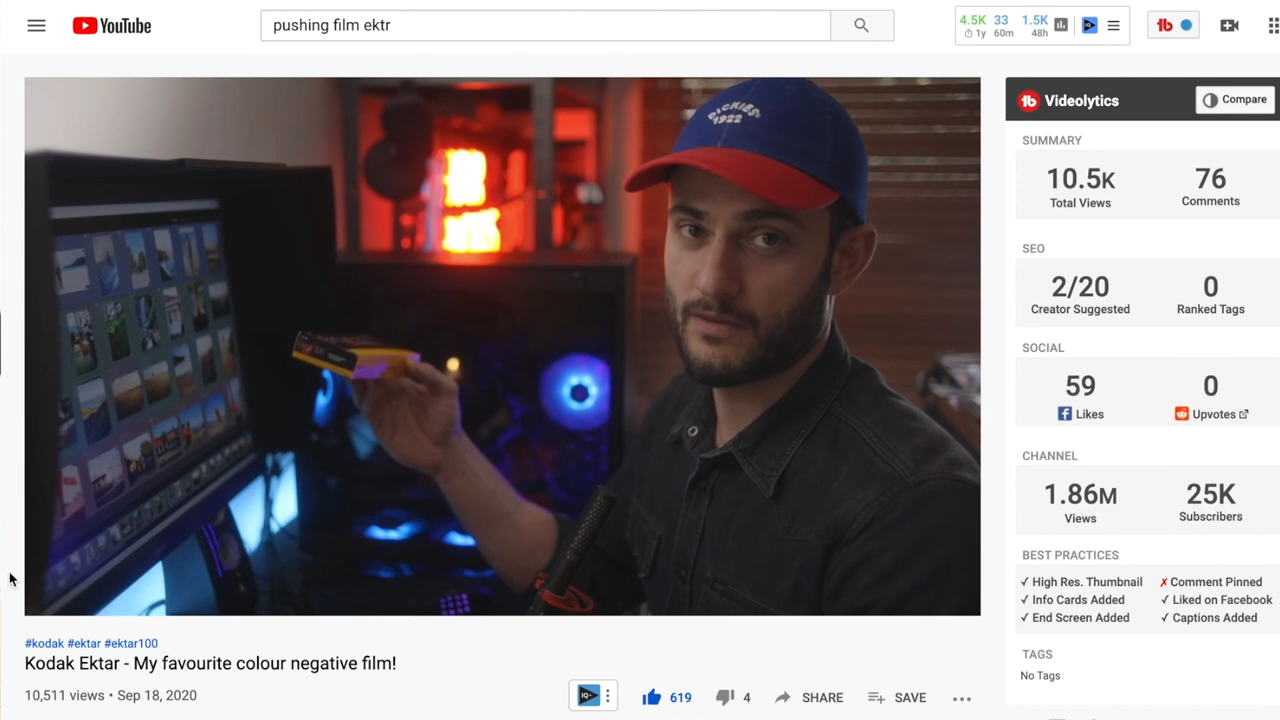 YouTube
pushing film ektr
4.5K 33 1.5K
1y 60m 48h
tb
DICKIES
1922
tb Videolytics Compare
SUMMARY
10.5K 76
Total Views Comments
SEO
2/20 0
Creator Suggested Ranked Tags
SOCIAL
59 0
Likes Upvotes
CHANNEL
1.86M 25K
Views Subscribers
BEST PRACTICES
✓ High Res. Thumbnail ✗ Comment Pinned
✓ Info Cards Added ✓ Liked on Facebook
✓ End Screen Added ✓ Captions Added
TAGS
No Tags
#kodak #ektar #ektar100
Kodak Ektar - My favourite colour negative film!
10,511 views • Sep 18, 2020
IQ 619 4 SHARE SAVE